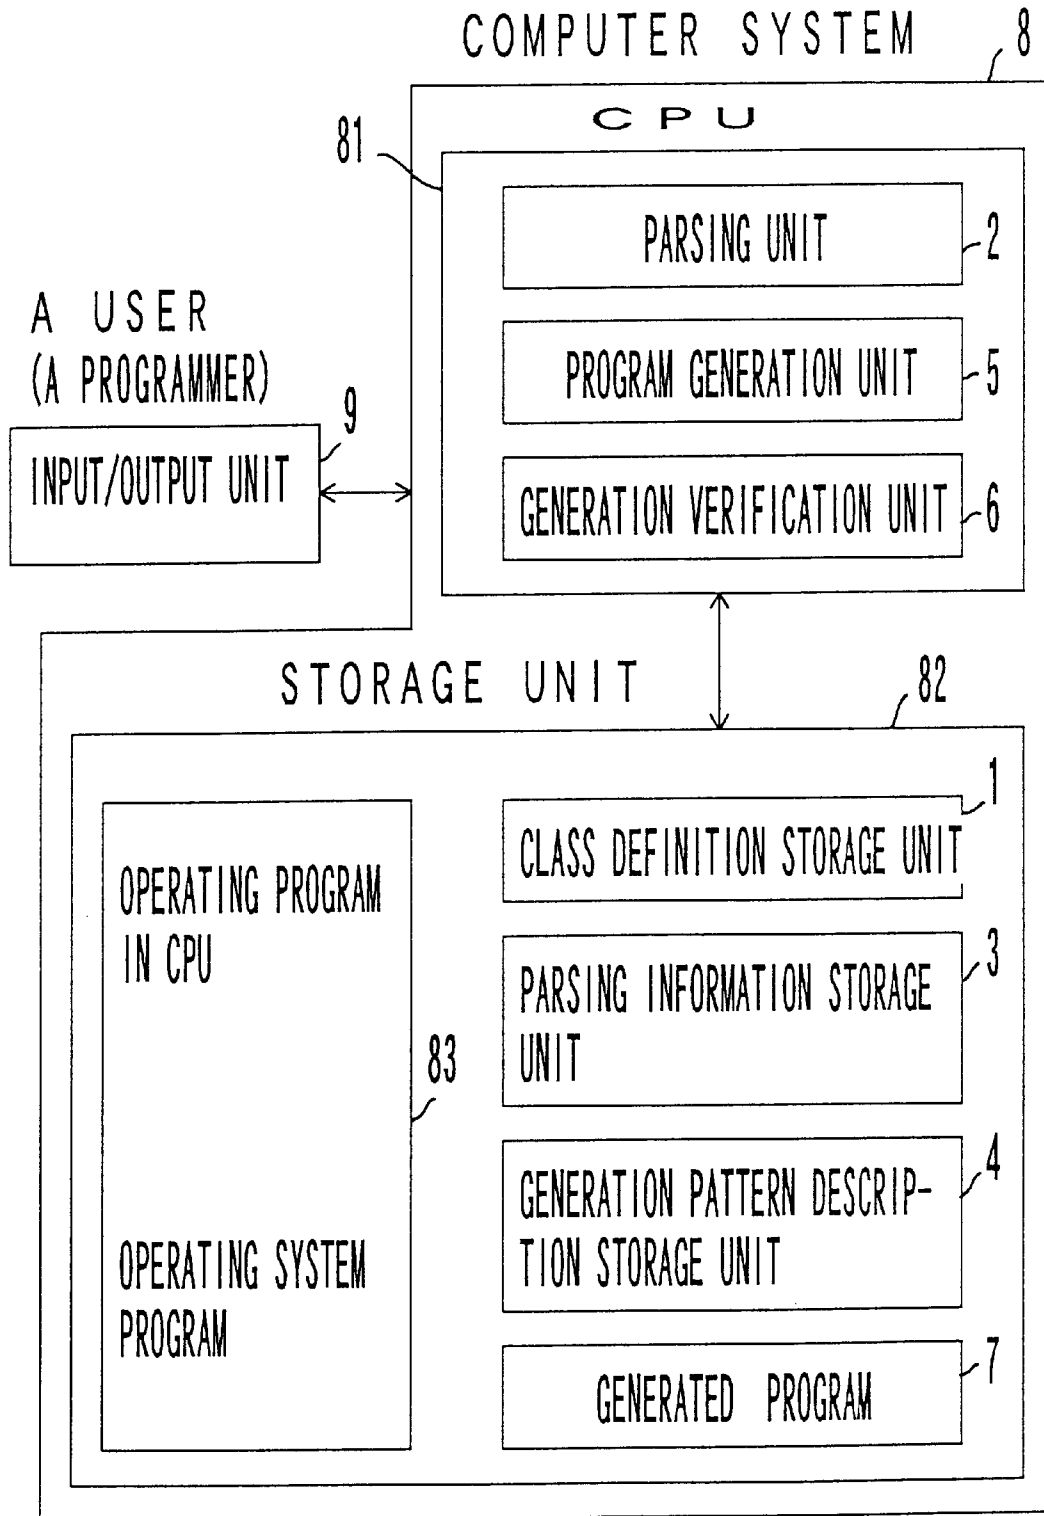 COMPUTER SYSTEM
8
CPU
81
PARSING UNIT
2
A USER
(A PROGRAMMER)
PROGRAM GENERATION UNIT
5
9
INPUT/OUTPUT UNIT
GENERATION VERIFICATION UNIT
6
STORAGE UNIT
82
1
CLASS DEFINITION STORAGE UNIT
OPERATING PROGRAM
IN CPU
3
PARSING INFORMATION STORAGE
UNIT
83
4
GENERATION PATTERN DESCRIP-
TION STORAGE UNIT
OPERATING SYSTEM
PROGRAM
7
GENERATED PROGRAM